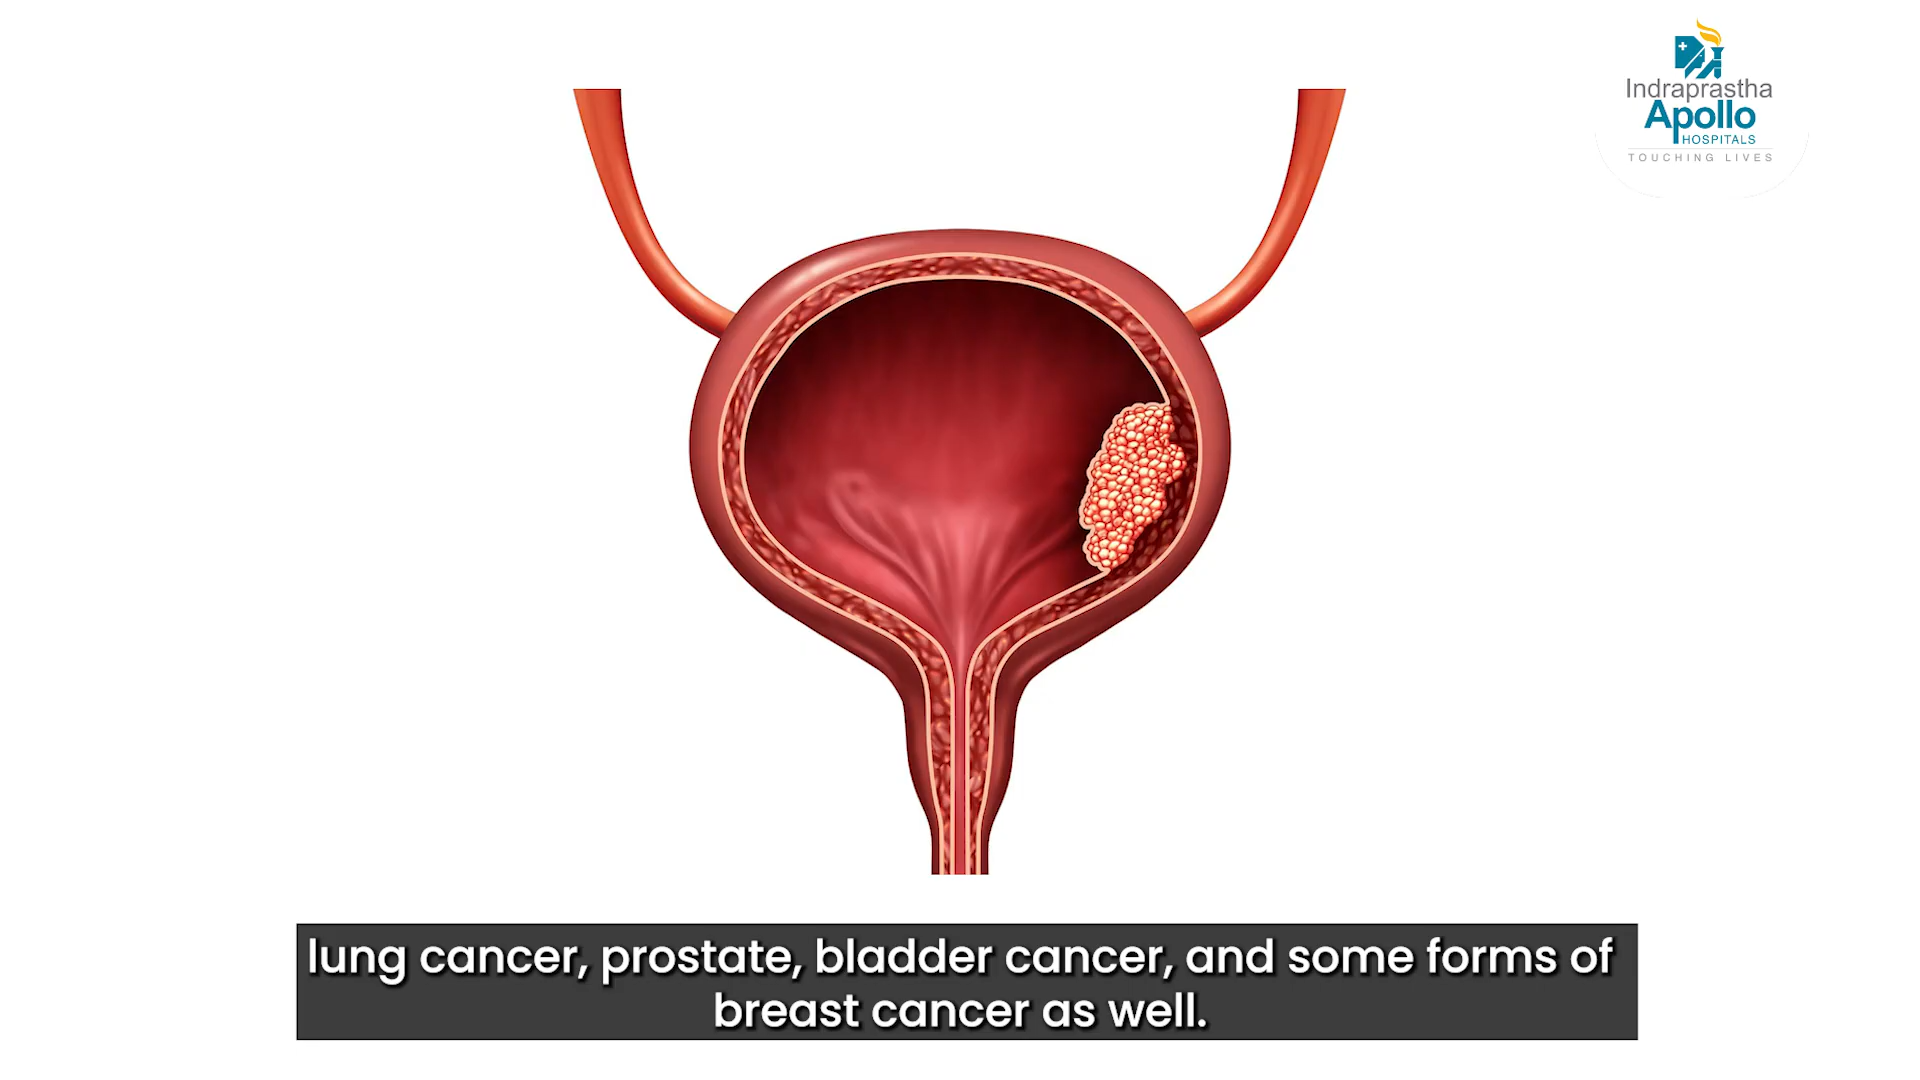 Indraprastha
Apollo
HOSPITALS
TOUCHING LIVES
lung cancer, prostate, bladder cancer, and some forms of
breast cancer as well.